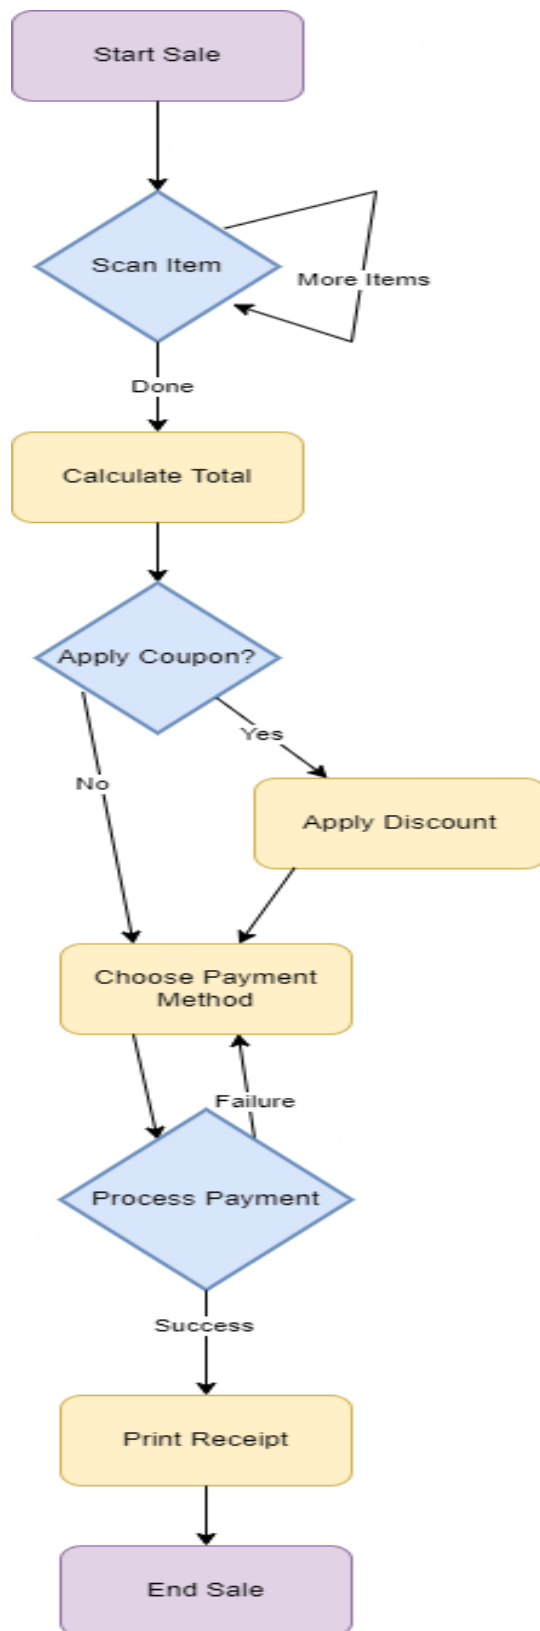 Start Sale
Scan Item
More Items
Done
Calculate Total
Apply Coupon?
Yes
No
Apply Discount
Choose Payment
Method
Failure
Process Payment
Success
Print Receipt
End Sale